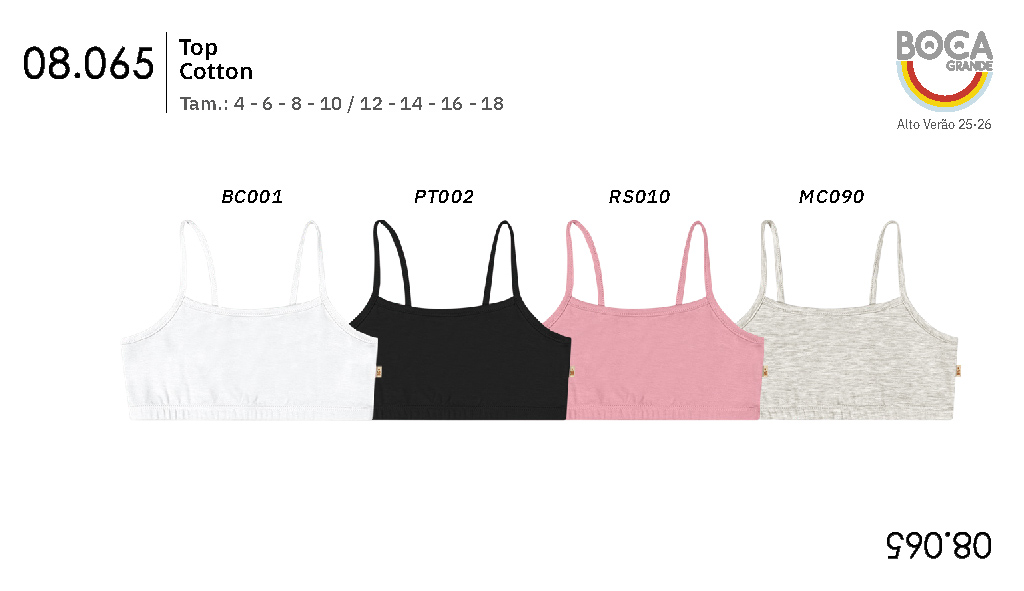 08.065
Top
Cotton
Tam.: 4 - 6 - 8 - 10 / 12 - 14 - 16 - 18
BOCA
GRANDE
Alto Verão 25-26
BC001
PT002
RS010
MC090
08.065